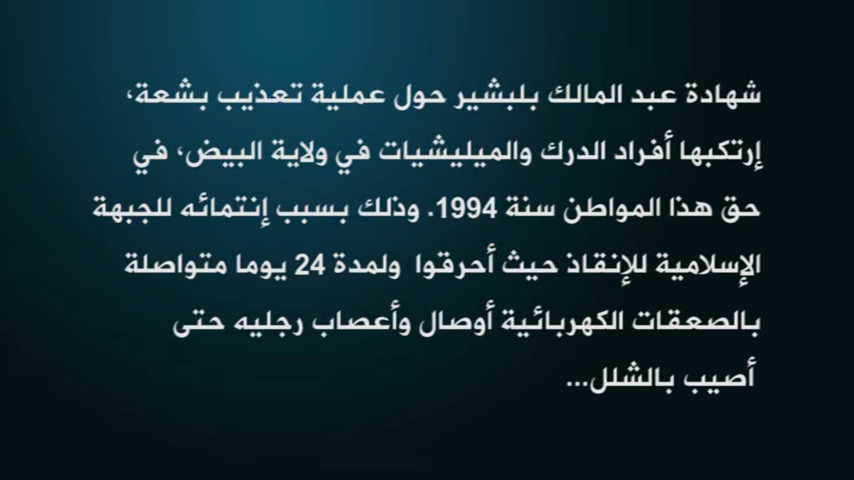 شهادة عبد المالك بلبشير حول عملية تعذيب بشعة،
إرتكبها أفراد الدرك والميليشيات في ولاية البيض، في
حق هذا المواطن سنة 1994. وذلك بسبب إنتمائه للجبهة
الإسلامية للإنقاذ حيث أحرقوا ولمدة 24 يوما متواصلة
بالصعقات الكهربائية أوصال وأعصاب رجليه حتى
أصيب بالشلل...